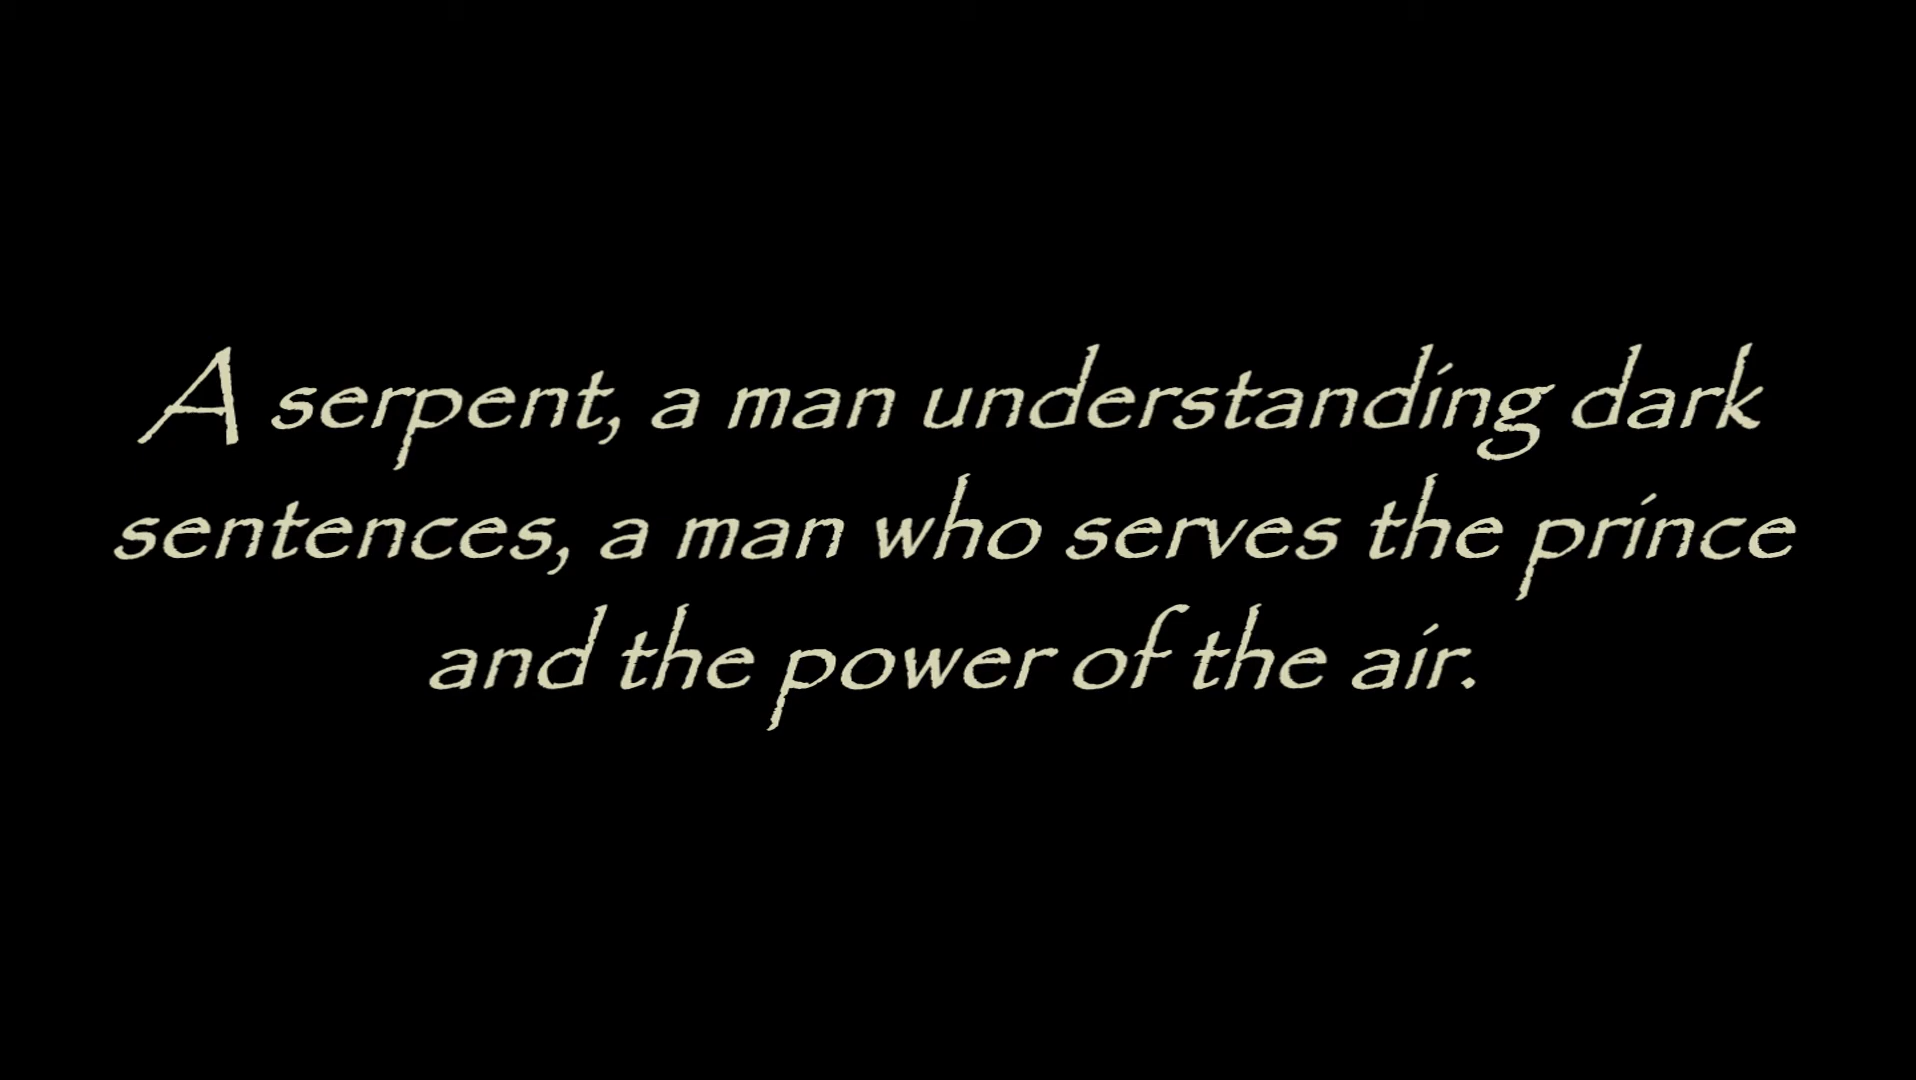 A serpent, a man understanding dark
sentences, a man who serves the prince
and the power of the air.